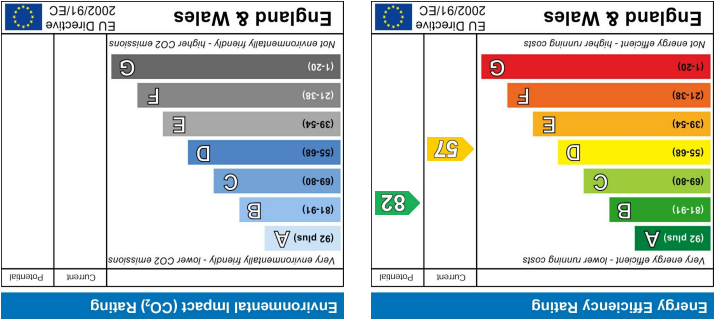 Energy Efficiency Rating
Current Potential
Very energy efficient - lower running costs
(92 plus) A
(81-91) B
(69-80) C
(55-68) D
(39-54) E
(21-38) F
(1-20) G
Not energy efficient - higher running costs
57
82
England & Wales
EU Directive
2002/91/EC
Environmental Impact (CO₂) Rating
Current Potential
Very environmentally friendly - lower CO2 emissions
(92 plus) A
(81-91) B
(69-80) C
(55-68) D
(39-54) E
(21-38) F
(1-20) G
Not environmentally friendly - higher CO2 emissions
England & Wales
EU Directive
2002/91/EC